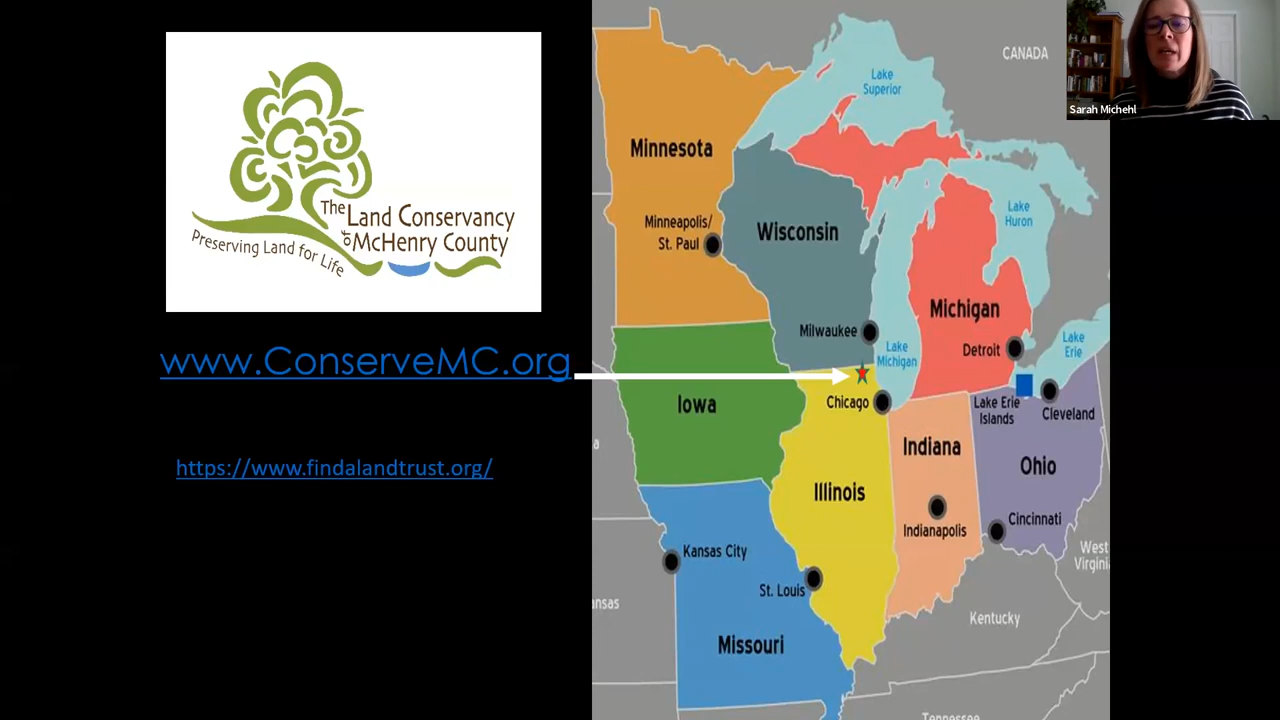 The
Land Conservancy
of McHenry County
Preserving Land for Life
www.ConserveMC.org
https://www.findalandtrust.org/
CANADA
Lake
Superior
Minnesota
Minneapolis/
St. Paul
Wisconsin
Lake
Huron
Michigan
Milwaukee
Lake
Michigan
Detroit
Lake
Erie
Chicago
Lake Erie
Islands
Cleveland
Iowa
Indiana
Ohio
Illinois
Indianapolis
Cincinnati
Kansas City
St. Louis
West
Virginia
ansas
Kentucky
Missouri
Tennessee
a
Sarah Michehl